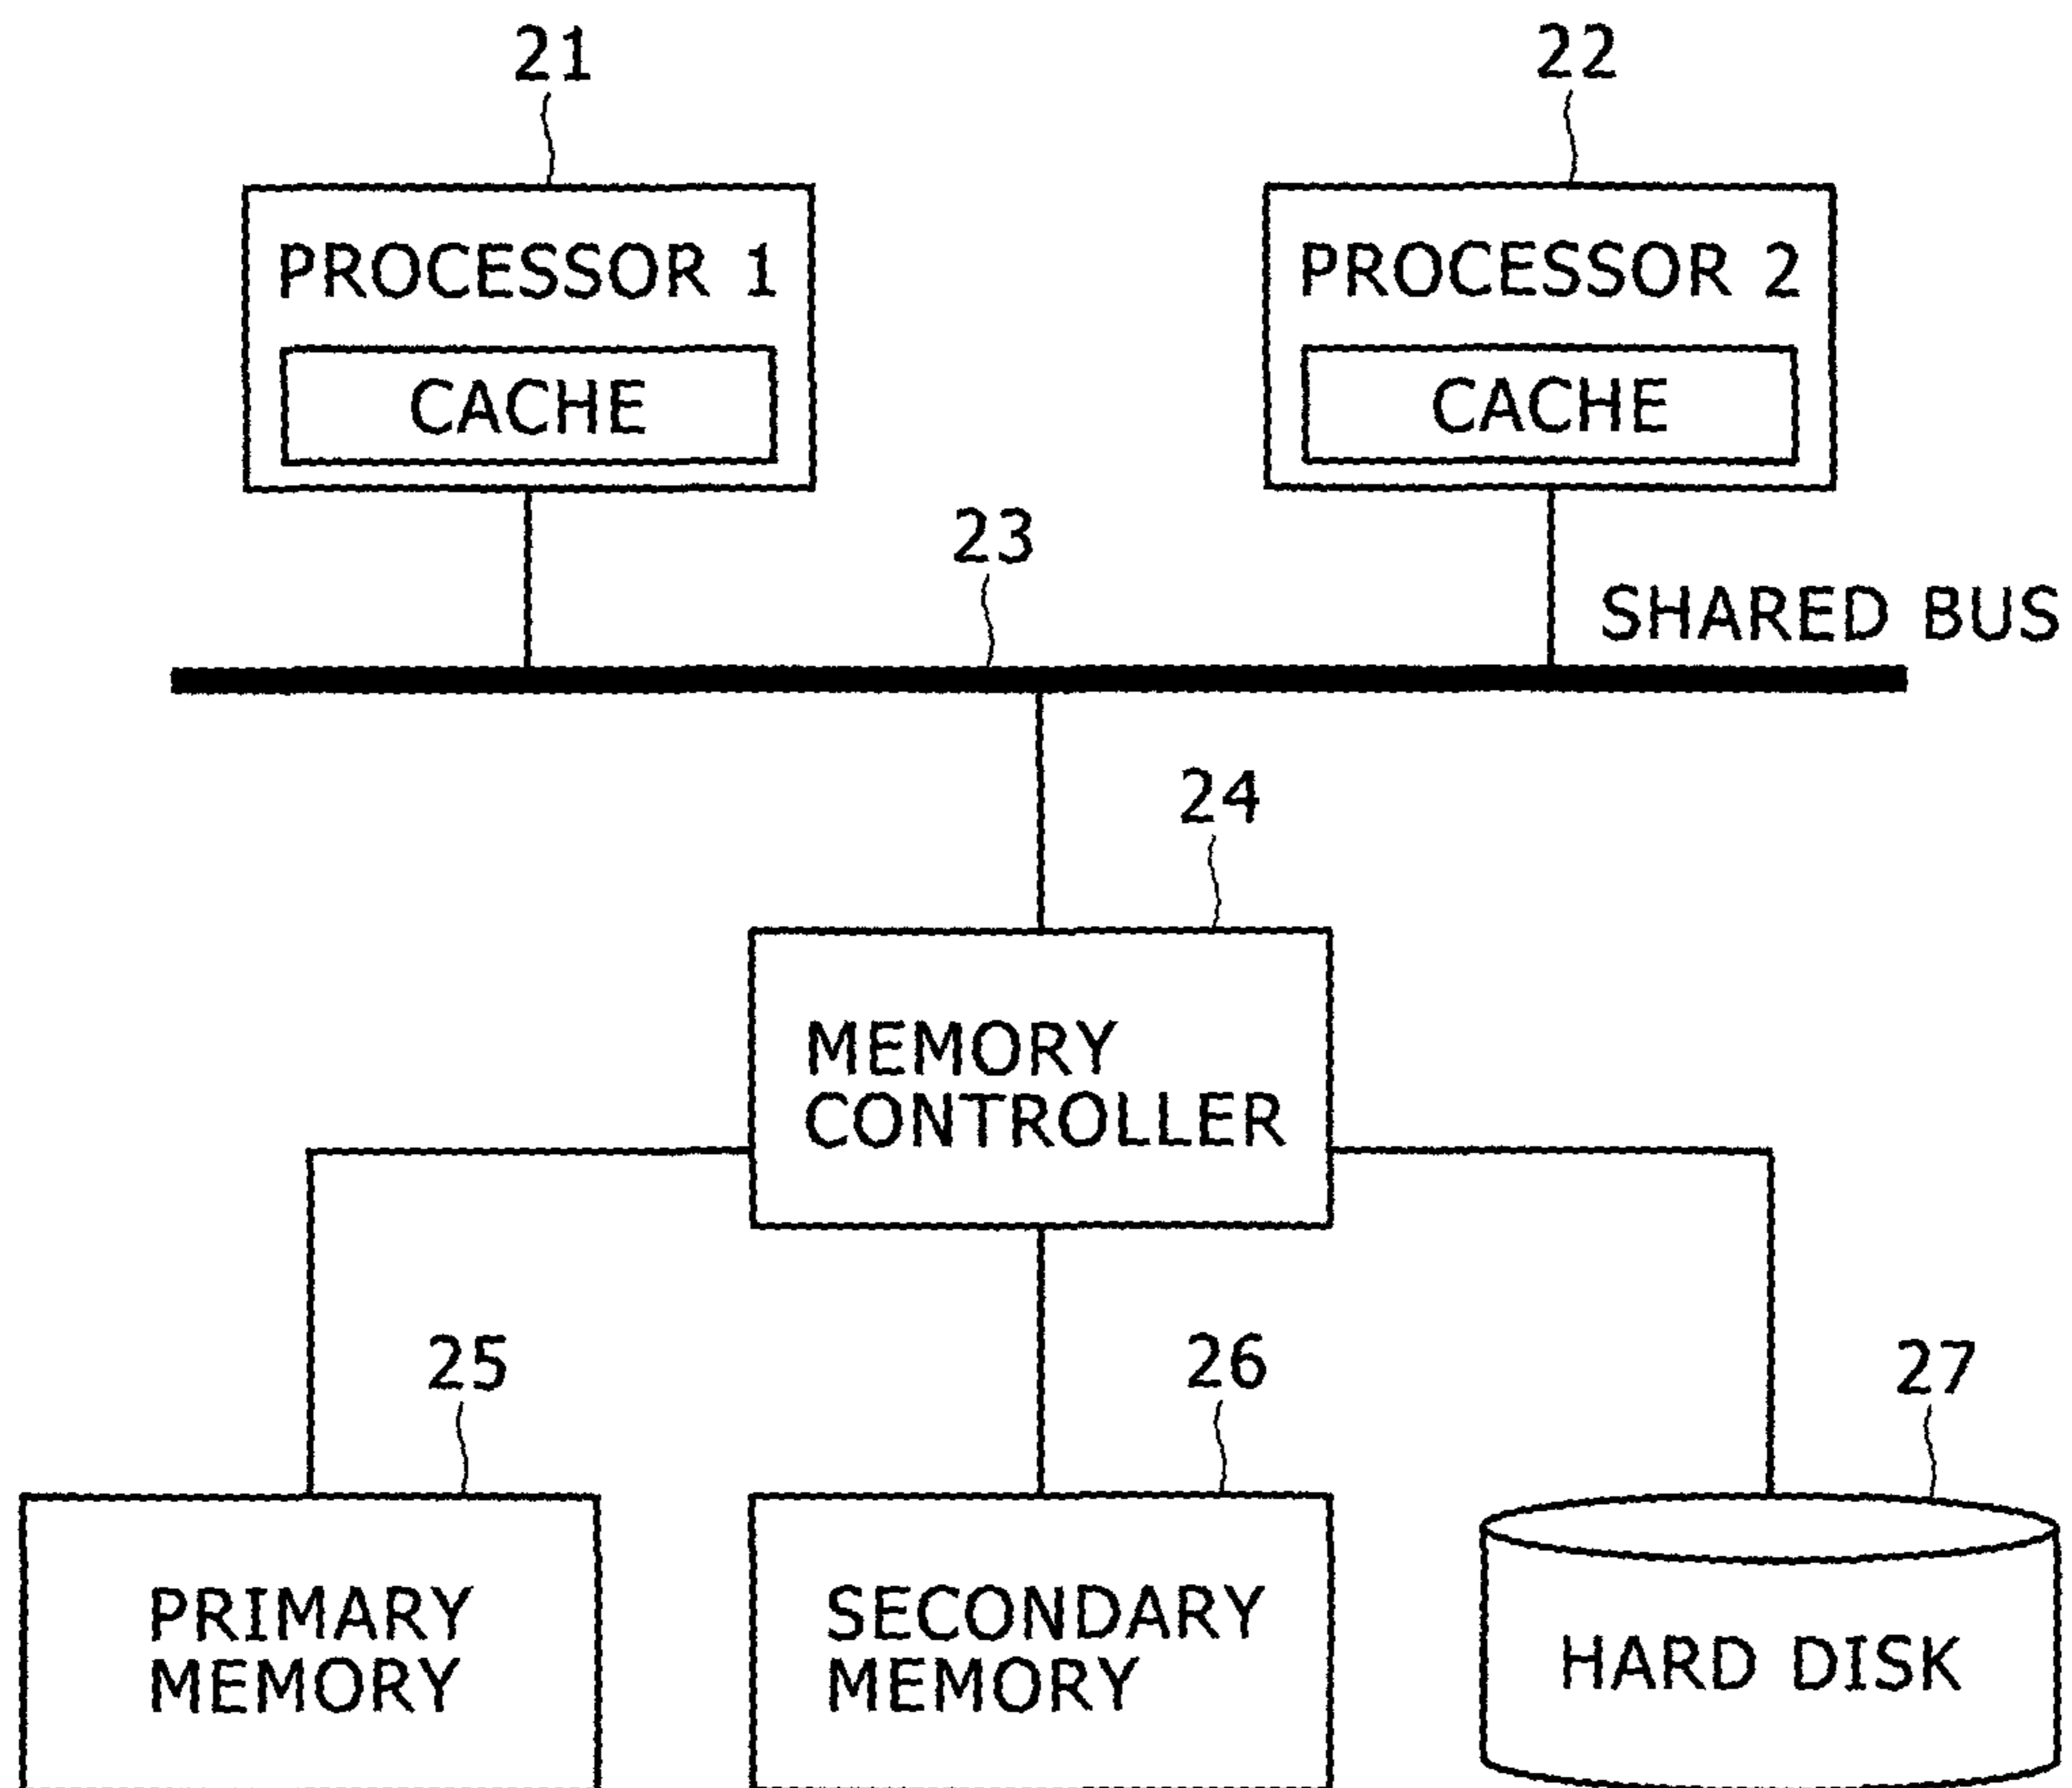 21
22
PROCESSOR 1
PROCESSOR 2
CACHE
CACHE
23
SHARED BUS
24
MEMORY
CONTROLLER
25
26
27
PRIMARY
MEMORY
SECONDARY
MEMORY
HARD DISK